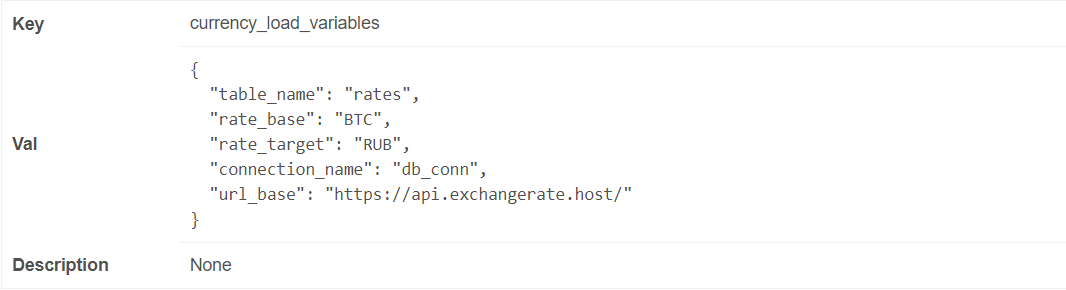 Key currency_load_variables
{
"table_name": "rates",
"rate_base": "BTC",
"rate_target": "RUB",
Val
"connection_name": "db_conn",
"url_base": "https://api.exchangerate.host/"
}
Description None